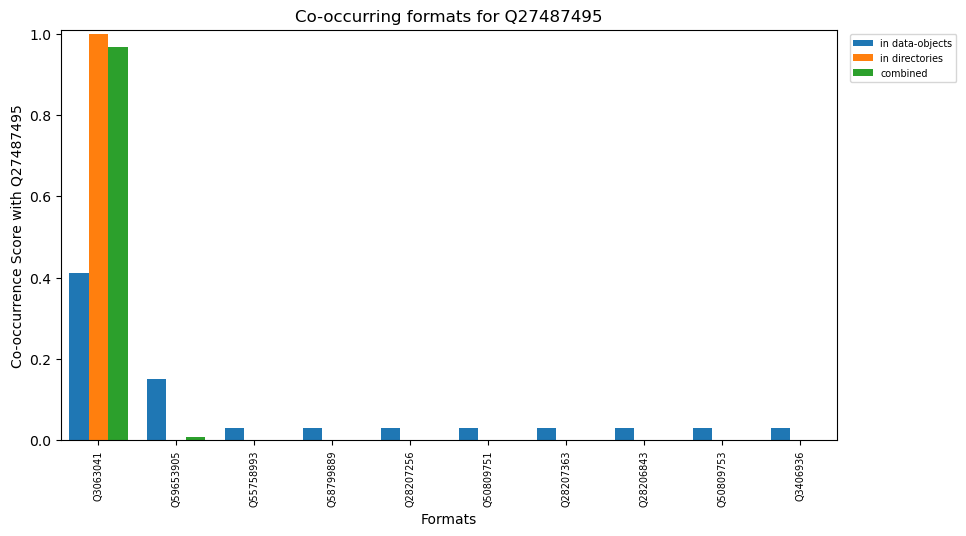 Co-occurring formats for Q27487495
Co-occurrence Score with Q27487495
1.0
0.8
0.6
0.4
0.2
0.0
Q3063041
Q59653905
Q55758993
Q58799889
Q28207256
Q50809751
Q28207363
Q28206843
Q50809753
Q3406936
Formats
in data-objects
in directories
combined